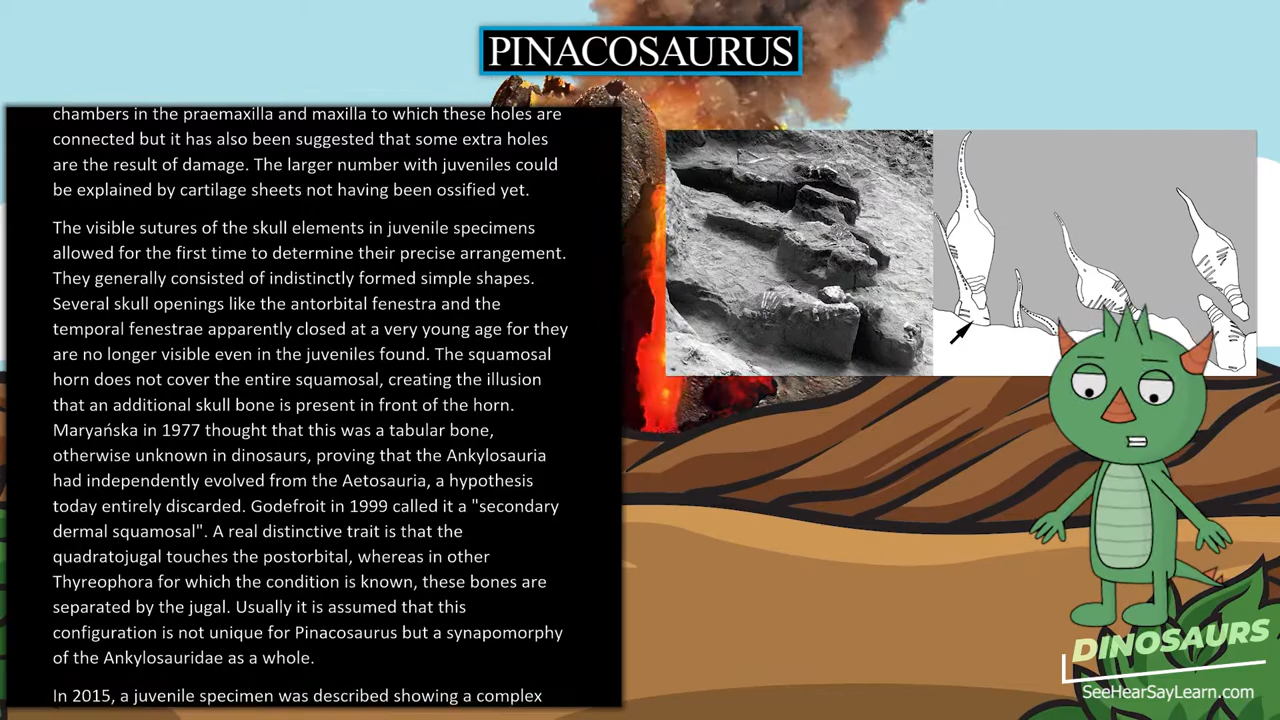 PINACOSAURUS
chambers in the praemaxilla and maxilla to which these holes are
connected but it has also been suggested that some extra holes
are the result of damage. The larger number with juveniles could
be explained by cartilage sheets not having been ossified yet.
The visible sutures of the skull elements in juvenile specimens
allowed for the first time to determine their precise arrangement.
They generally consisted of indistinctly formed simple shapes.
Several skull openings like the antorbital fenestra and the
temporal fenestrae apparently closed at a very young age for they
are no longer visible even in the juveniles found. The squamosal
horn does not cover the entire squamosal, creating the illusion
that an additional skull bone is present in front of the horn.
Maryańska in 1977 thought that this was a tabular bone,
otherwise unknown in dinosaurs, proving that the Ankylosauria
had independently evolved from the Aetosauria, a hypothesis
today entirely discarded. Godefroit in 1999 called it a "secondary
dermal squamosal". A real distinctive trait is that the
quadratojugal touches the postorbital, whereas in other
Thyreophora for which the condition is known, these bones are
separated by the jugal. Usually it is assumed that this
configuration is not unique for Pinacosaurus but a synapomorphy
of the Ankylosauridae as a whole.
In 2015, a juvenile specimen was described showing a complex
DINOSAURS
SeeHearSayLearn.com